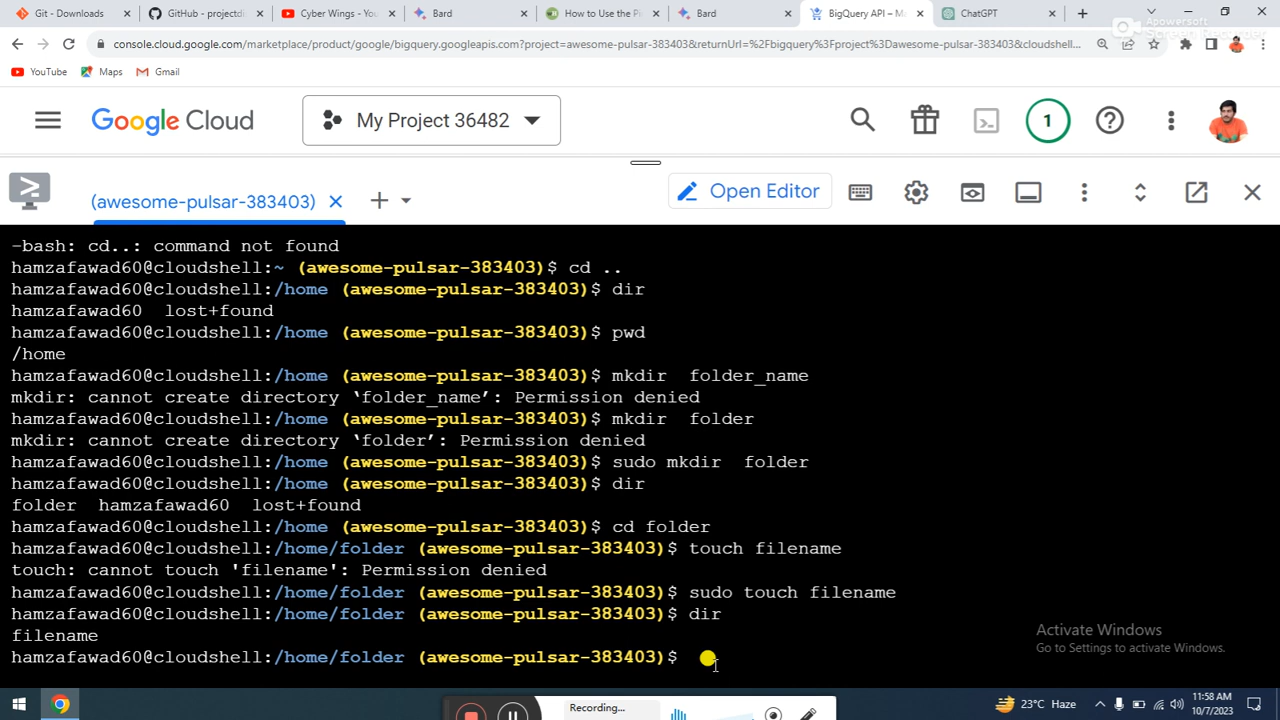 Git - Downloads
GitHub - projectdi
Cyber Wings - You
Bard
How to Use the Pi
Bard
BigQuery API – Ma
ChatGPT
Apowersoft
Screen Recorder
console.cloud.google.com/marketplace/product/google/bigquery.googleapis.com?project=awesome-pulsar-383403&returnUrl=%2Fbigquery%3Fproject%3Dawesome-pulsar-383403&cloudshell...
YouTube
Maps
Gmail
Google Cloud
My Project 36482
1
(awesome-pulsar-383403)
Open Editor
-bash: cd..: command not found
hamzafawad60@cloudshell:~ (awesome-pulsar-383403)$ cd ..
hamzafawad60@cloudshell:/home (awesome-pulsar-383403)$ dir
hamzafawad60  lost+found
hamzafawad60@cloudshell:/home (awesome-pulsar-383403)$ pwd
/home
hamzafawad60@cloudshell:/home (awesome-pulsar-383403)$ mkdir  folder_name
mkdir: cannot create directory ‘folder_name’: Permission denied
hamzafawad60@cloudshell:/home (awesome-pulsar-383403)$ mkdir  folder
mkdir: cannot create directory ‘folder’: Permission denied
hamzafawad60@cloudshell:/home (awesome-pulsar-383403)$ sudo mkdir  folder
hamzafawad60@cloudshell:/home (awesome-pulsar-383403)$ dir
folder  hamzafawad60  lost+found
hamzafawad60@cloudshell:/home (awesome-pulsar-383403)$ cd folder
hamzafawad60@cloudshell:/home/folder (awesome-pulsar-383403)$ touch filename
touch: cannot touch 'filename': Permission denied
hamzafawad60@cloudshell:/home/folder (awesome-pulsar-383403)$ sudo touch filename
hamzafawad60@cloudshell:/home/folder (awesome-pulsar-383403)$ dir
filename
hamzafawad60@cloudshell:/home/folder (awesome-pulsar-383403)$
Activate Windows
Go to Settings to activate Windows.
Recording...
23°C Haze
11:58 AM
10/7/2023